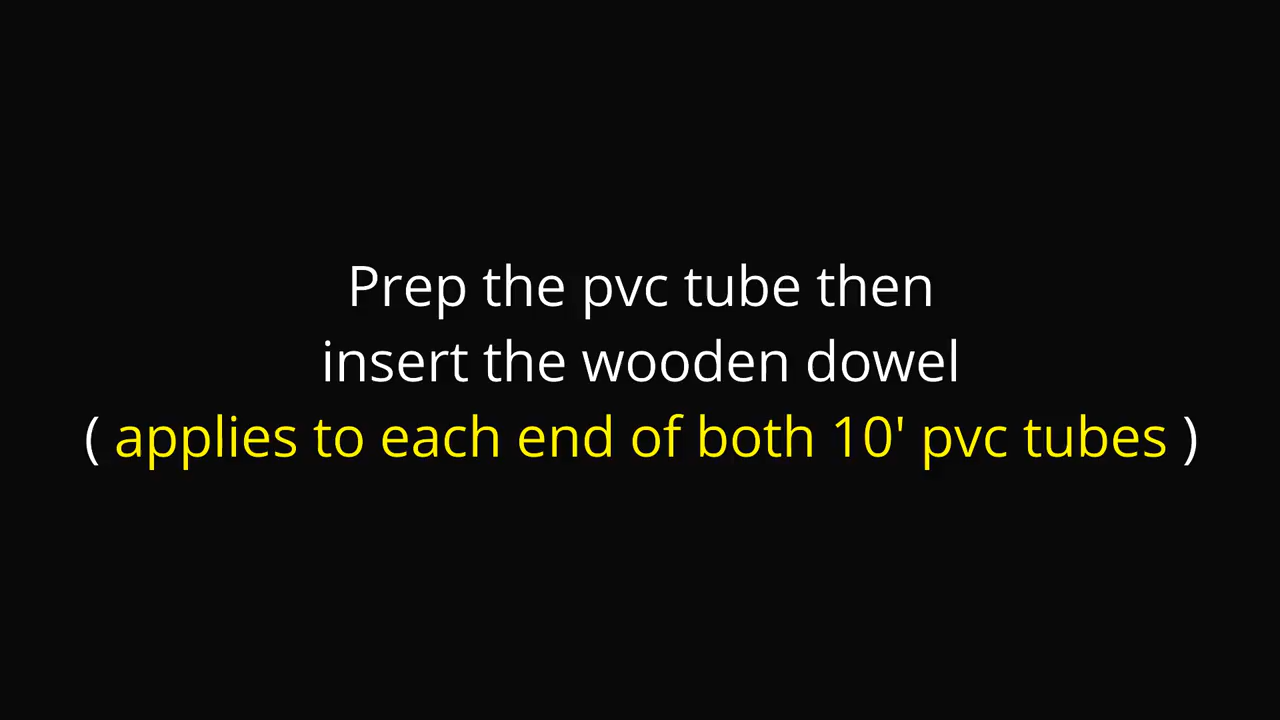 Prep the pvc tube then
insert the wooden dowel
( applies to each end of both 10' pvc tubes )